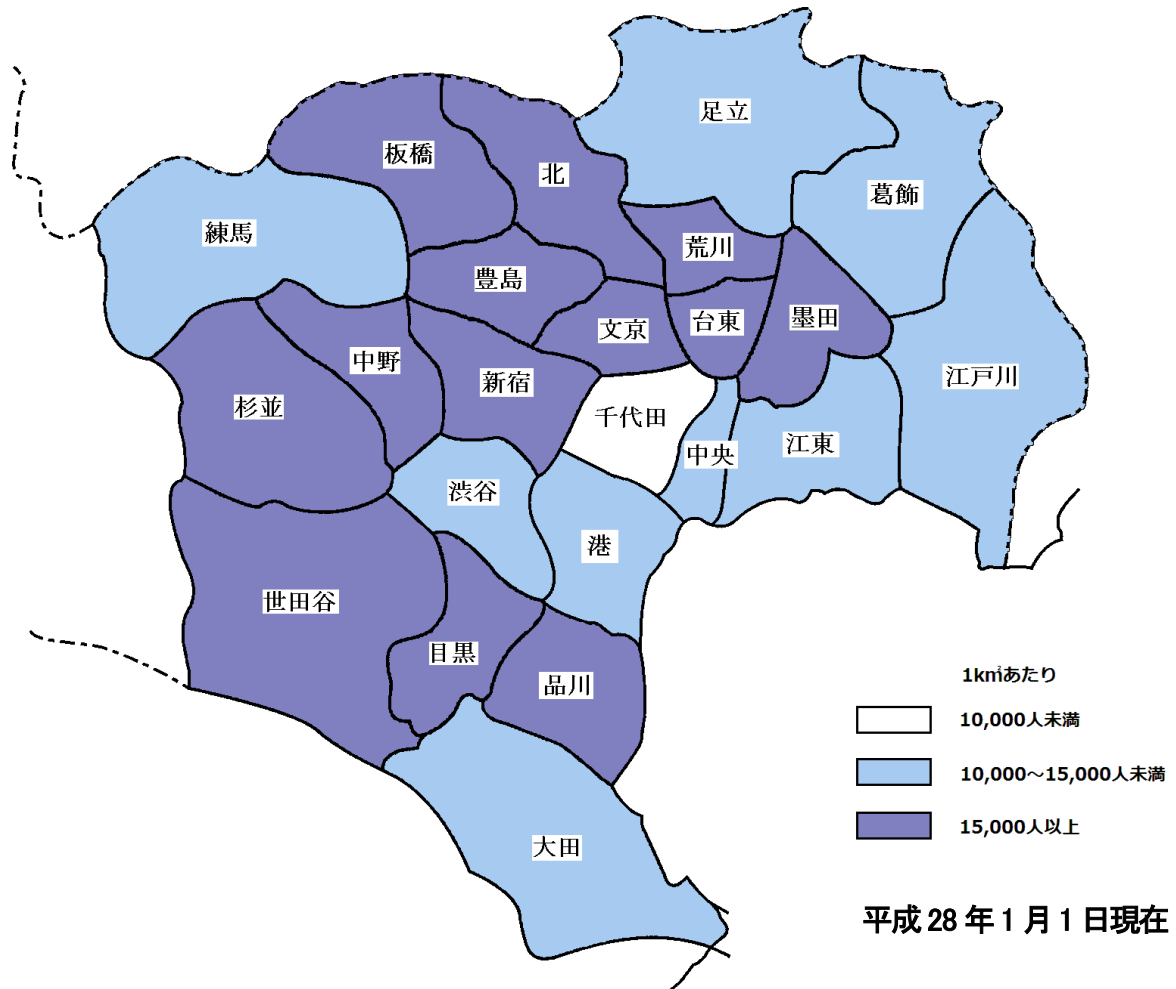 足立
板橋
北
葛飾
練馬
荒川
豊島
墨田
台東
文京
中野
新宿
江戸川
杉並
千代田
江東
中央
渋谷
港
世田谷
目黒
品川
1k㎡あたり
10,000人未満
10,000～15,000人未満
15,000人以上
大田
平成28年1月1日現在